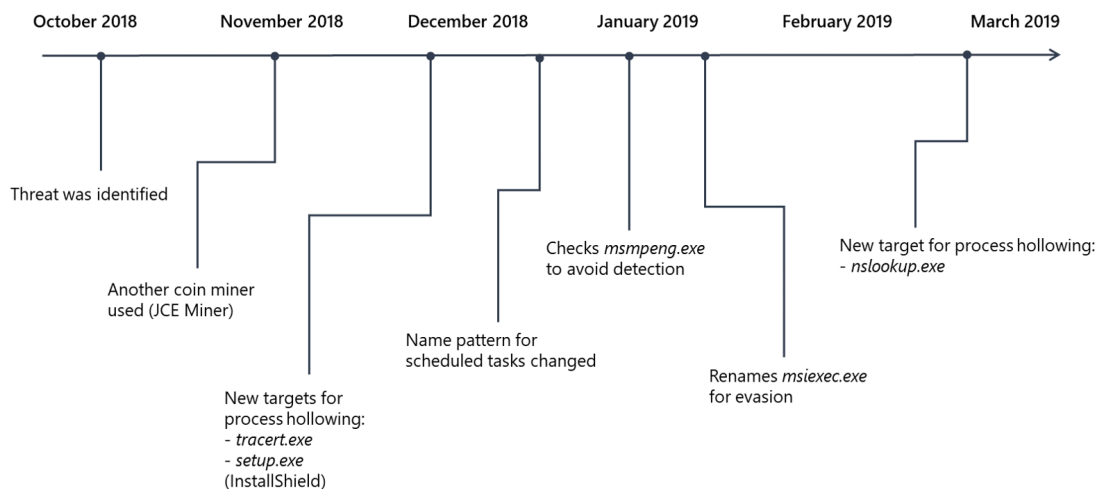 October 2018
November 2018
December 2018
January 2019
February 2019
March 2019
Threat was identified
Another coin miner
used (JCE Miner)
New targets for
process hollowing:
- tracert.exe
- setup.exe
(InstallShield)
Name pattern for
scheduled tasks changed
Checks msmpeng.exe
to avoid detection
Renames msiexec.exe
for evasion
New target for process hollowing:
- nslookup.exe